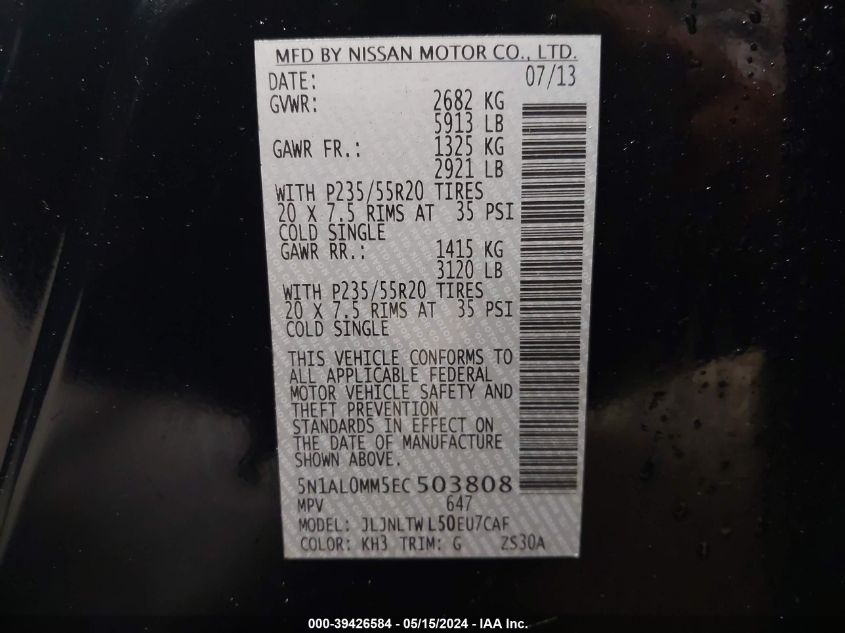 MFD BY NISSAN MOTOR CO., LTD.
DATE: 07/13
GVWR: 2682 KG
5913 LB
GAWR FR.: 1325 KG
2921 LB
WITH P235/55R20 TIRES
20 X 7.5 RIMS AT 35 PSI
COLD SINGLE
GAWR RR.: 1415 KG
3120 LB
WITH P235/55R20 TIRES
20 X 7.5 RIMS AT 35 PSI
COLD SINGLE
THIS VEHICLE CONFORMS TO
ALL APPLICABLE FEDERAL
MOTOR VEHICLE SAFETY AND
THEFT PREVENTION
STANDARDS IN EFFECT ON
THE DATE OF MANUFACTURE
SHOWN ABOVE.
5N1AL0MM5EC 503808
MPV 647
MODEL: JLJNLTW L50EU7CAF
COLOR: KH3 TRIM: G ZS30A
000-39426584 — 05/15/2024 - IAA Inc.